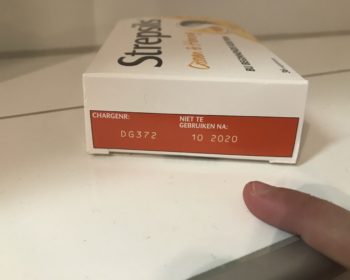 Strepsils
CHARGENR:
NIET TE
GEBRUIKEN NA:
DG372
10 2020